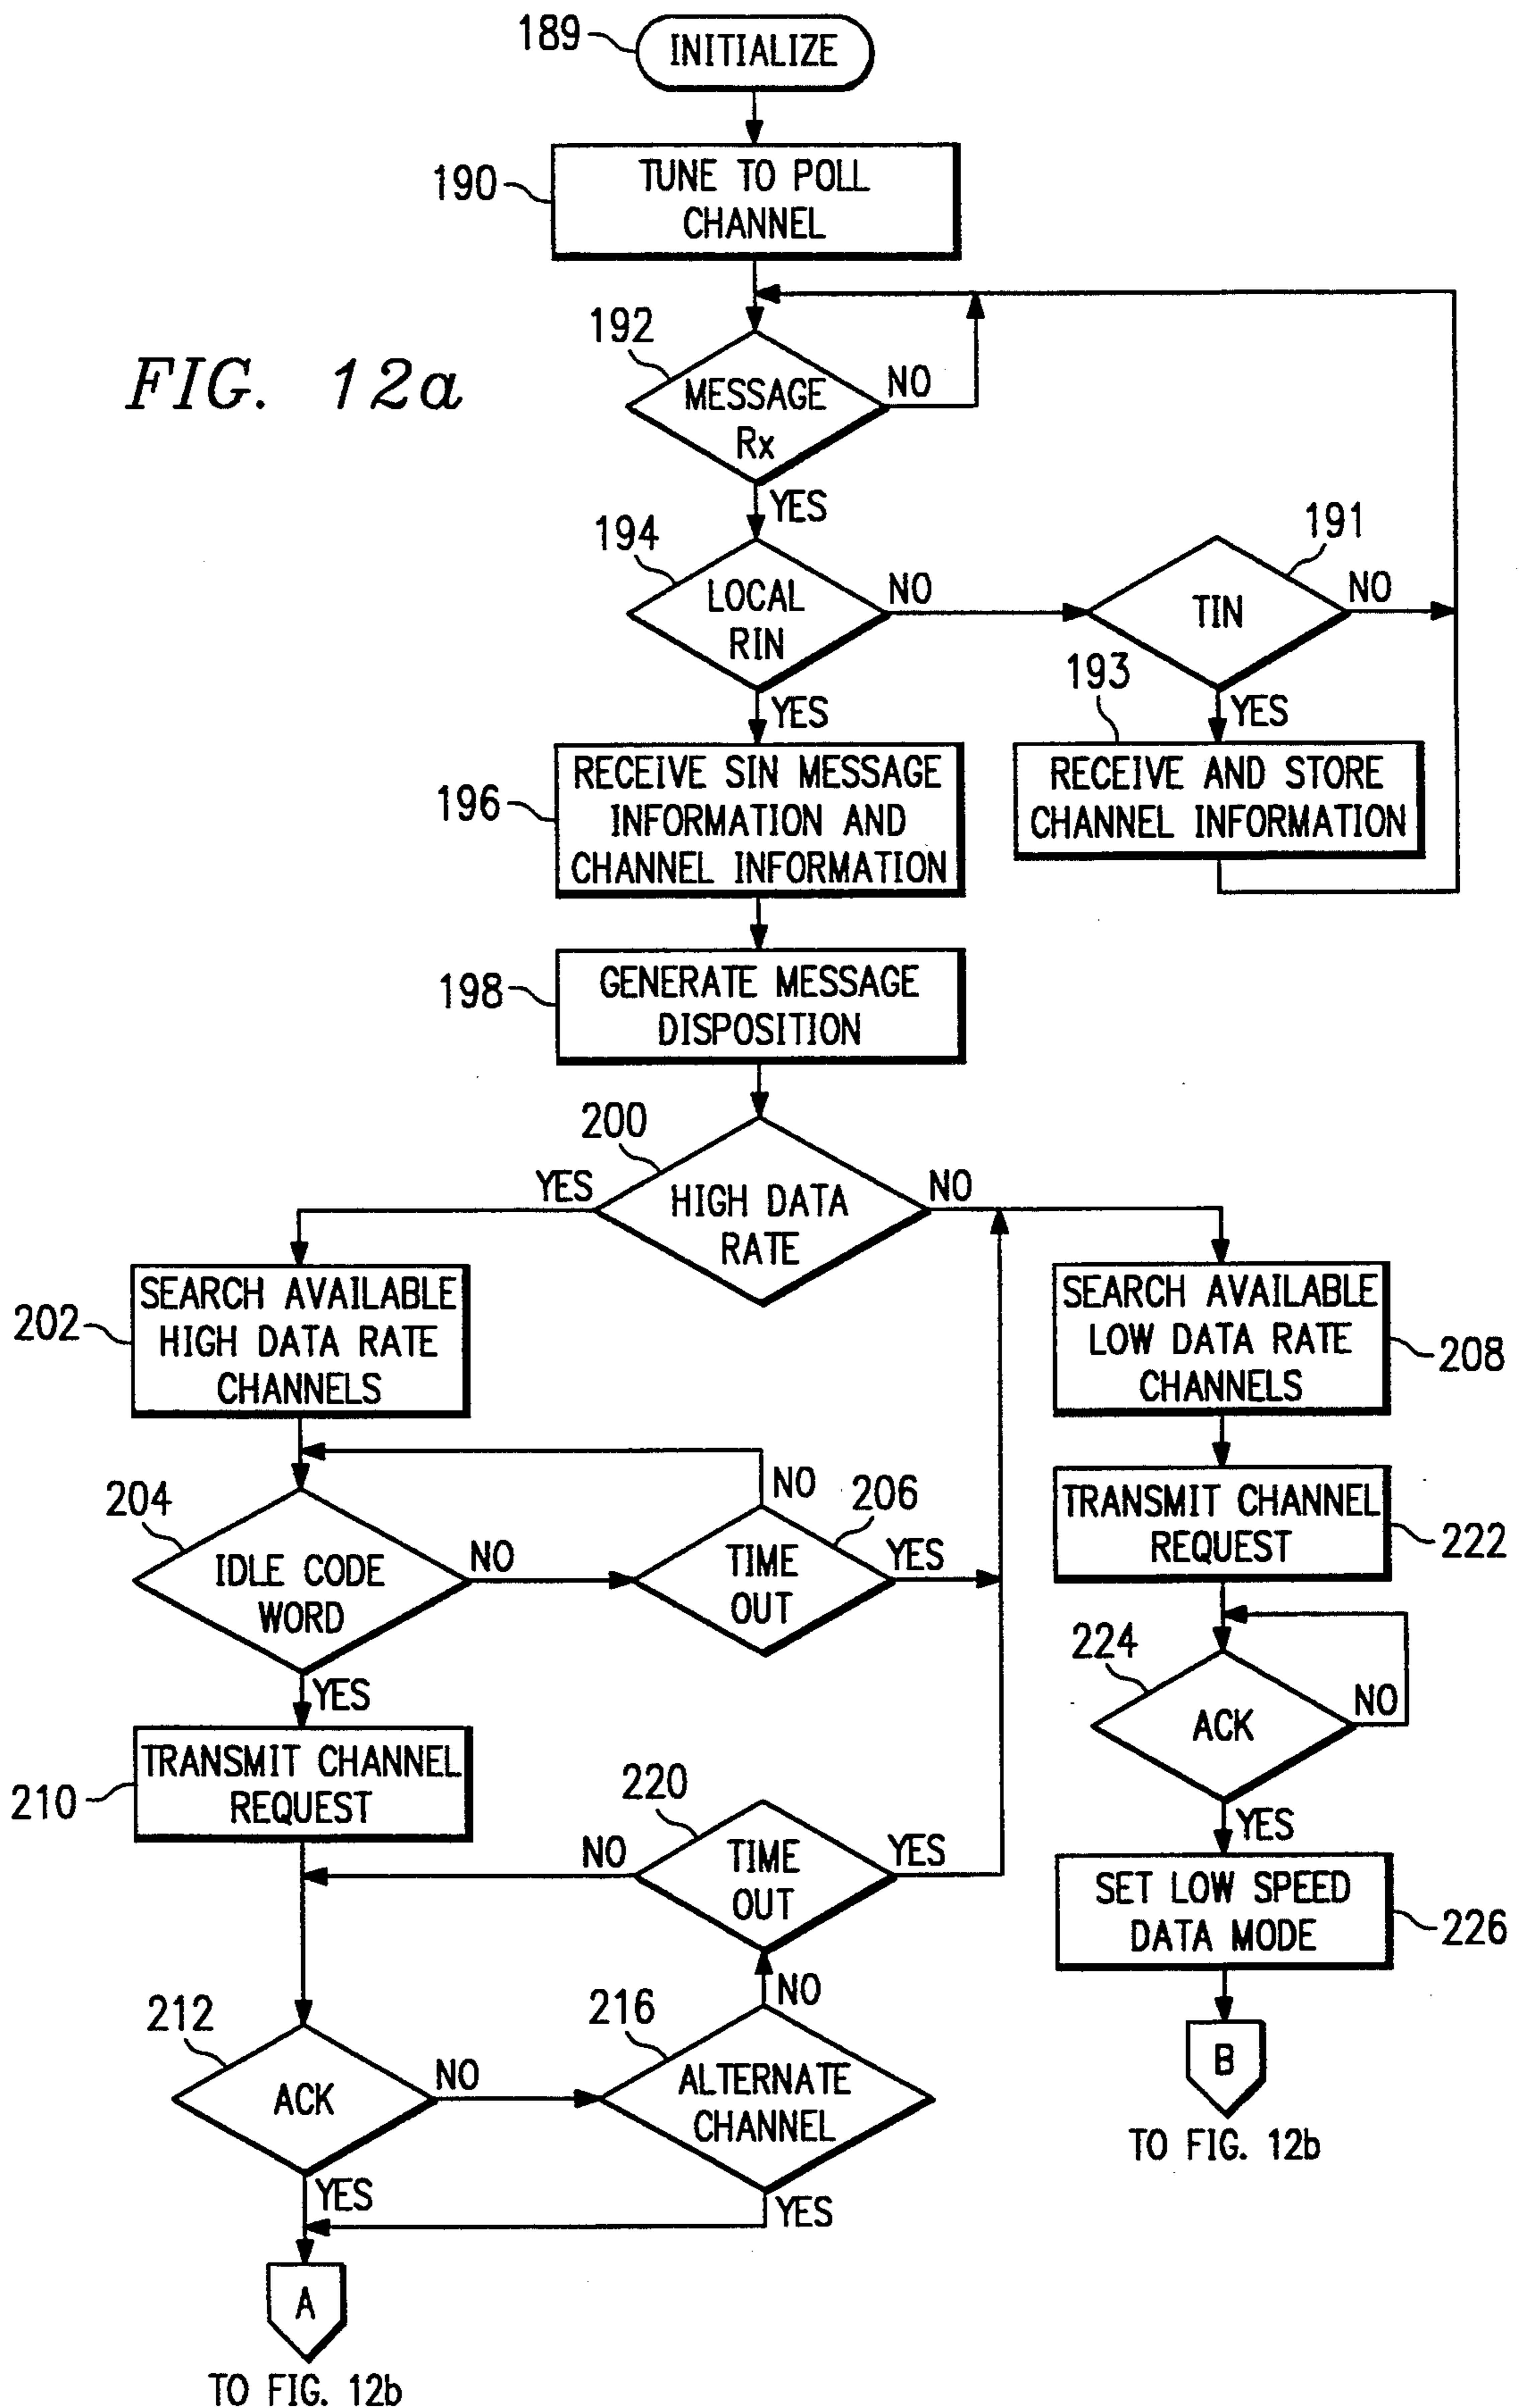 189
INITIALIZE
190
TUNE TO POLL
CHANNEL
FIG. 12a
192
MESSAGE
Rx
NO
YES
194
LOCAL
RIN
NO
191
TIN
NO
YES
193
YES
196
RECEIVE SIN MESSAGE
INFORMATION AND
CHANNEL INFORMATION
RECEIVE AND STORE
CHANNEL INFORMATION
198
GENERATE MESSAGE
DISPOSITION
200
HIGH DATA
RATE
YES
NO
202
SEARCH AVAILABLE
HIGH DATA RATE
CHANNELS
SEARCH AVAILABLE
LOW DATA RATE
CHANNELS
208
204
IDLE CODE
WORD
NO
206
TIME
OUT
NO
YES
TRANSMIT CHANNEL
REQUEST
222
YES
210
TRANSMIT CHANNEL
REQUEST
224
ACK
NO
YES
220
TIME
OUT
NO
YES
SET LOW SPEED
DATA MODE
226
212
ACK
NO
216
ALTERNATE
CHANNEL
NO
YES
YES
B
TO FIG. 12b
A
TO FIG. 12b